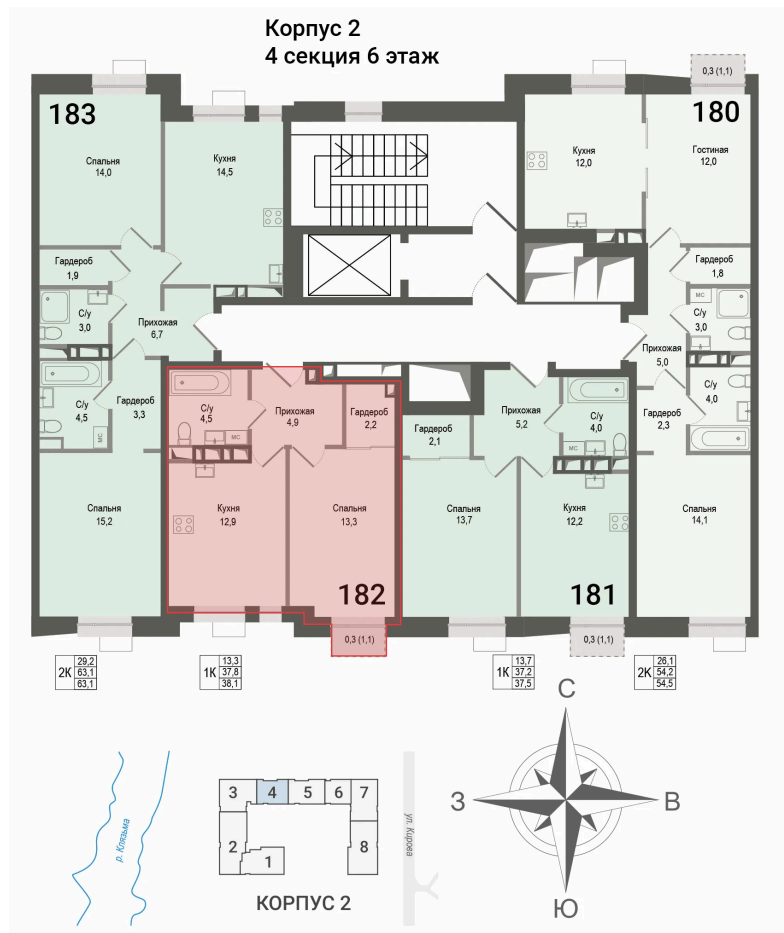 Корпус 2
4 секция 6 этаж
0,3 (1,1)
183
180
Спальня
14,0
Кухня
14,5
Кухня
12,0
Гостиная
12,0
Гардероб
1,9
Гардероб
1,8
С/у
3,0
Прихожая
6,7
МС
С/у
3,0
Прихожая
5,0
С/у
4,5
МС
Гардероб
3,3
С/у
4,5
МС
Прихожая
4,9
Гардероб
2,2
Гардероб
2,1
Прихожая
5,2
С/у
4,0
МС
Гардероб
2,3
С/у
4,0
Спальня
15,2
Кухня
12,9
Спальня
13,3
Спальня
13,7
Кухня
12,2
Спальня
14,1
182
181
0,3 (1,1)
0,3 (1,1)
2К
29,2
63,1
63,1
1К
13,3
37,8
38,1
1К
13,7
37,2
37,5
2К
26,1
54,2
54,5
С
З
В
Ю
р. Клязьма
3
4
5
6
7
2
1
8
КОРПУС 2
ул. Кирова